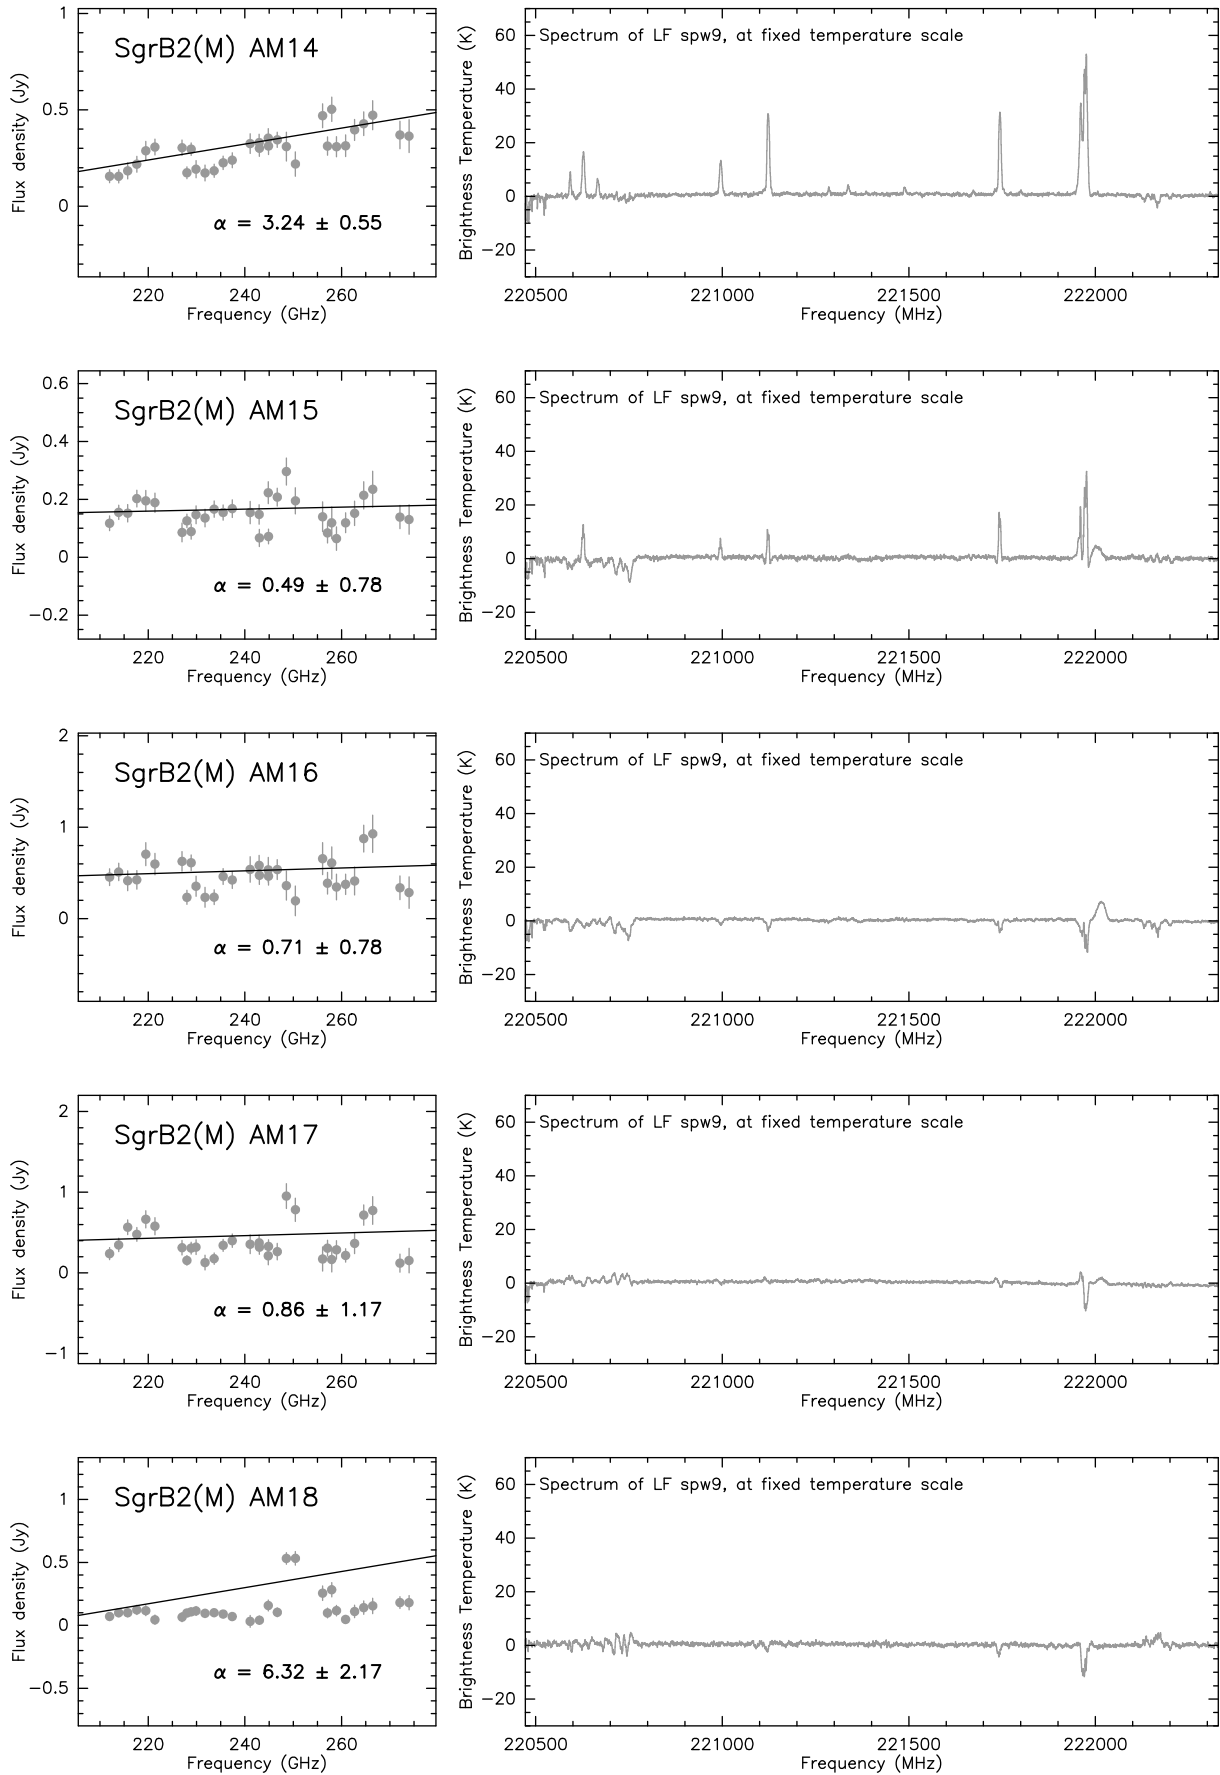 SgrB2(M) AM14
Flux density (Jy)
1
0.5
0
α = 3.24 ± 0.55
220 240 260
Frequency (GHz)
Spectrum of LF spw9, at fixed temperature scale
Brightness Temperature (K)
60
40
20
0
−20
220500 221000 221500 222000
Frequency (MHz)
SgrB2(M) AM15
Flux density (Jy)
0.6
0.4
0.2
0
−0.2
α = 0.49 ± 0.78
220 240 260
Frequency (GHz)
Spectrum of LF spw9, at fixed temperature scale
Brightness Temperature (K)
60
40
20
0
−20
220500 221000 221500 222000
Frequency (MHz)
SgrB2(M) AM16
Flux density (Jy)
2
1
0
α = 0.71 ± 0.78
220 240 260
Frequency (GHz)
Spectrum of LF spw9, at fixed temperature scale
Brightness Temperature (K)
60
40
20
0
−20
220500 221000 221500 222000
Frequency (MHz)
SgrB2(M) AM17
Flux density (Jy)
2
1
0
−1
α = 0.86 ± 1.17
220 240 260
Frequency (GHz)
Spectrum of LF spw9, at fixed temperature scale
Brightness Temperature (K)
60
40
20
0
−20
220500 221000 221500 222000
Frequency (MHz)
SgrB2(M) AM18
Flux density (Jy)
1
0.5
0
−0.5
α = 6.32 ± 2.17
220 240 260
Frequency (GHz)
Spectrum of LF spw9, at fixed temperature scale
Brightness Temperature (K)
60
40
20
0
−20
220500 221000 221500 222000
Frequency (MHz)